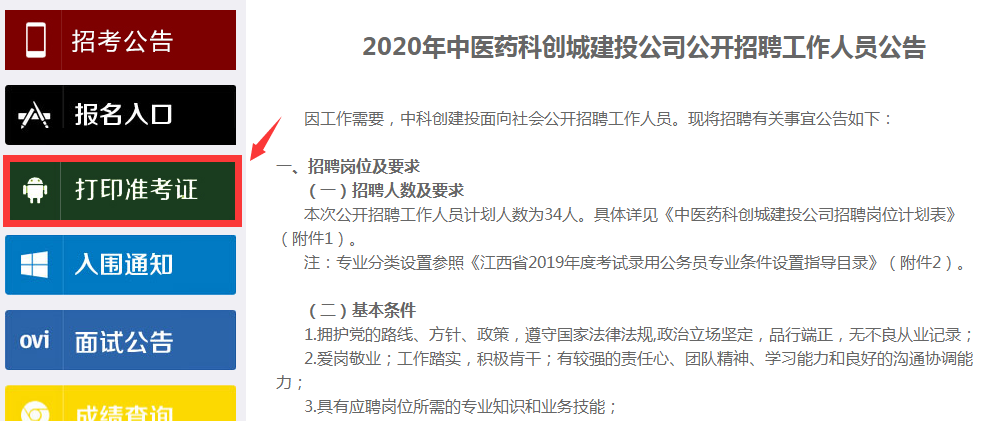 招考公告
报名入口
打印准考证
入围通知
ovi 面试公告
成绩查询
2020年中医药科创城建投公司公开招聘工作人员公告
因工作需要，中科创建投面向社会公开招聘工作人员。现将招聘有关事宜公告如下：
一、招聘岗位及要求
（一）招聘人数及要求
本次公开招聘工作人员计划人数为34人。具体详见《中医药科创城建投公司招聘岗位计划表》
（附件1）。
注：专业分类设置参照《江西省2019年度考试录用公务员专业条件设置指导目录》（附件2）。
（二）基本条件
1.拥护党的路线、方针、政策，遵守国家法律法规,政治立场坚定，品行端正，无不良从业记录；
2.爱岗敬业；工作踏实，积极肯干；有较强的责任心、团队精神、学习能力和良好的沟通协调能
力；
3.具有应聘岗位所需的专业知识和业务技能；